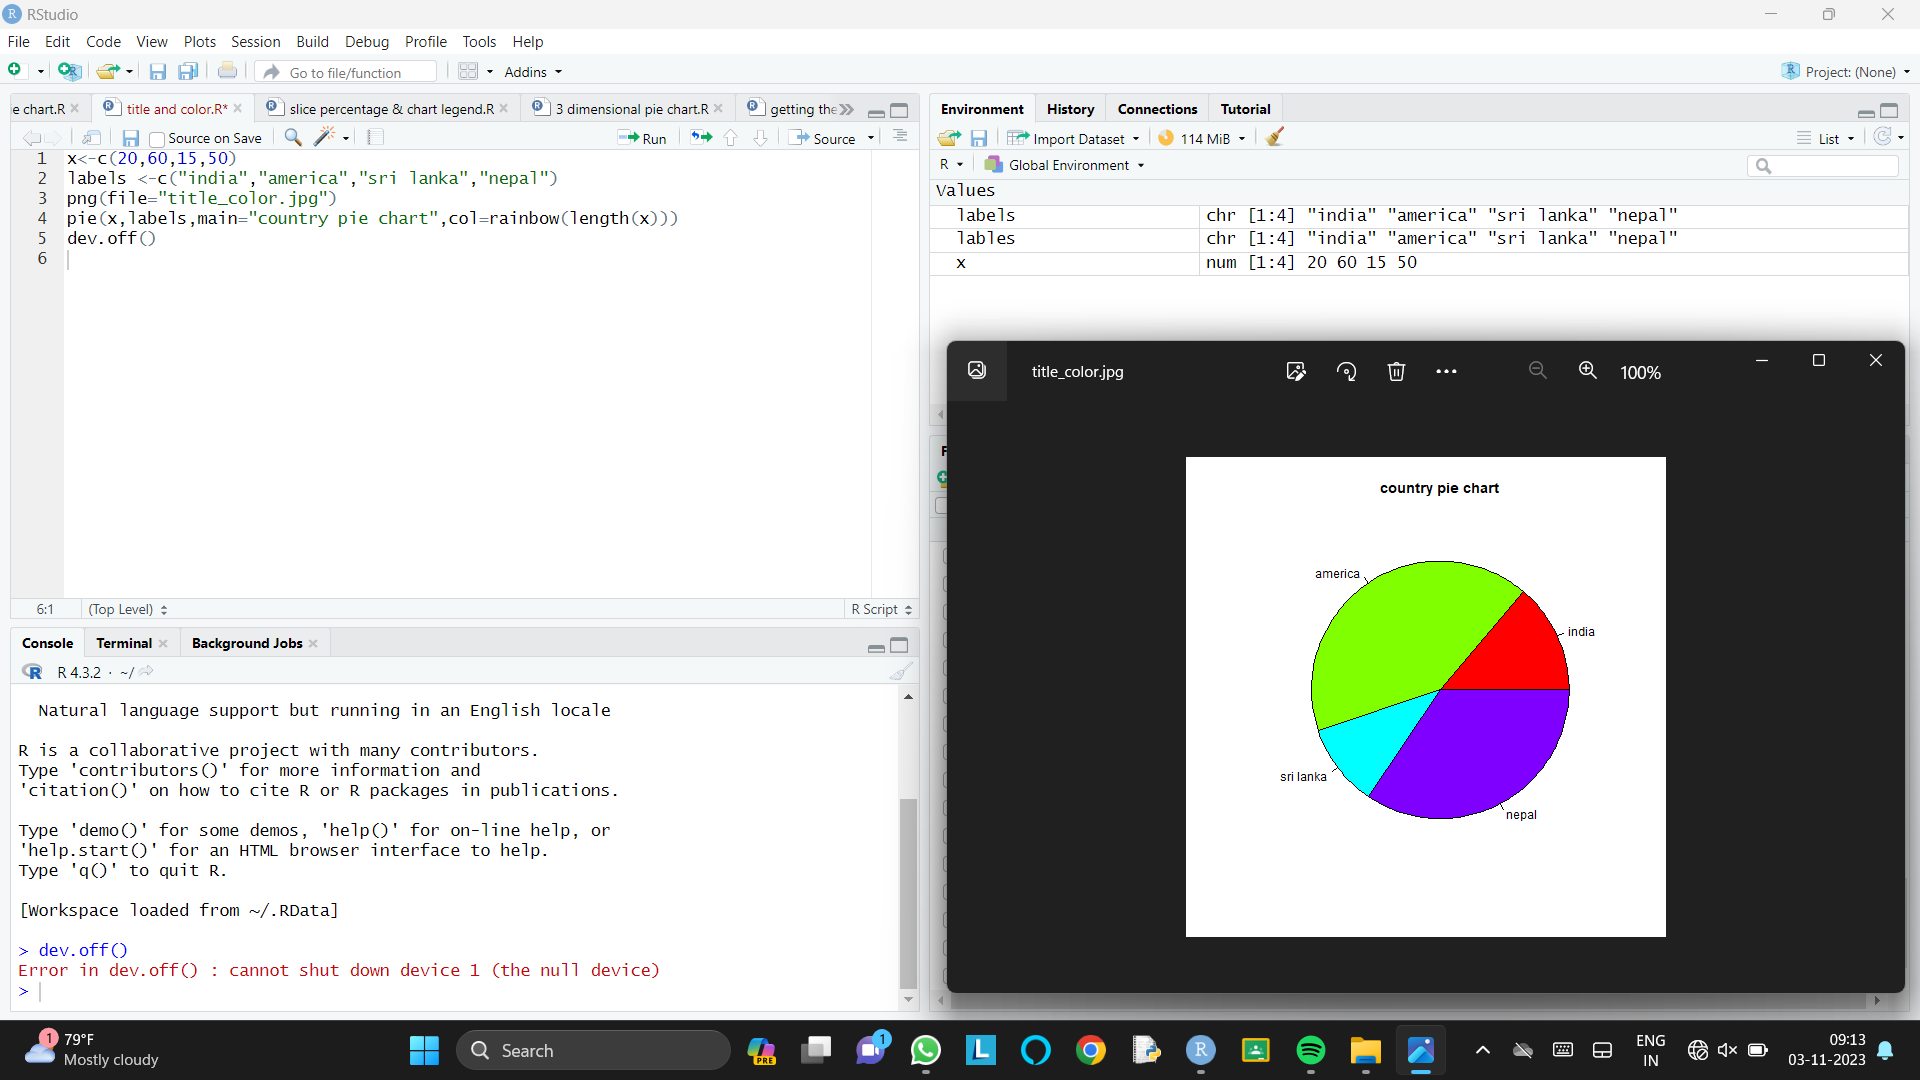 RStudio
File Edit Code View Plots Session Build Debug Profile Tools Help
Go to file/function Addins Project: (None)
e chart.R title and color.R* slice percentage & chart legend.R 3 dimensional pie chart.R getting the
Source on Save Run Source
1 x<-c(20,60,15,50)
2 labels <-c("india","america","sri lanka","nepal")
3 png(file="title_color.jpg")
4 pie(x,labels,main="country pie chart",col=rainbow(length(x)))
5 dev.off()
6
6:1 (Top Level) R Script
Console Terminal Background Jobs
R 4.3.2 · ~/
Natural language support but running in an English locale
R is a collaborative project with many contributors.
Type 'contributors()' for more information and
'citation()' on how to cite R or R packages in publications.
Type 'demo()' for some demos, 'help()' for on-line help, or
'help.start()' for an HTML browser interface to help.
Type 'q()' to quit R.
[Workspace loaded from ~/.RData]
> dev.off()
Error in dev.off() : cannot shut down device 1 (the null device)
>
Environment History Connections Tutorial
Import Dataset 114 MiB List
R Global Environment
Values
labels chr [1:4] "india" "america" "sri lanka" "nepal"
lables chr [1:4] "india" "america" "sri lanka" "nepal"
x num [1:4] 20 60 15 50
title_color.jpg 100%
country pie chart
america
india
sri lanka
nepal
1 79°F
Mostly cloudy
Search
PRE
1
L
R
ENG
IN
09:13
03-11-2023